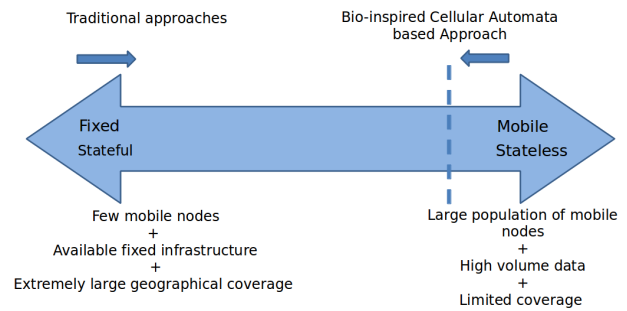 Traditional approaches
Bio-inspired Cellular Automata
based Approach
Fixed
Stateful
Mobile
Stateless
Few mobile nodes
+
Available fixed infrastructure
+
Extremely large geographical coverage
Large population of mobile
nodes
+
High volume data
+
Limited coverage